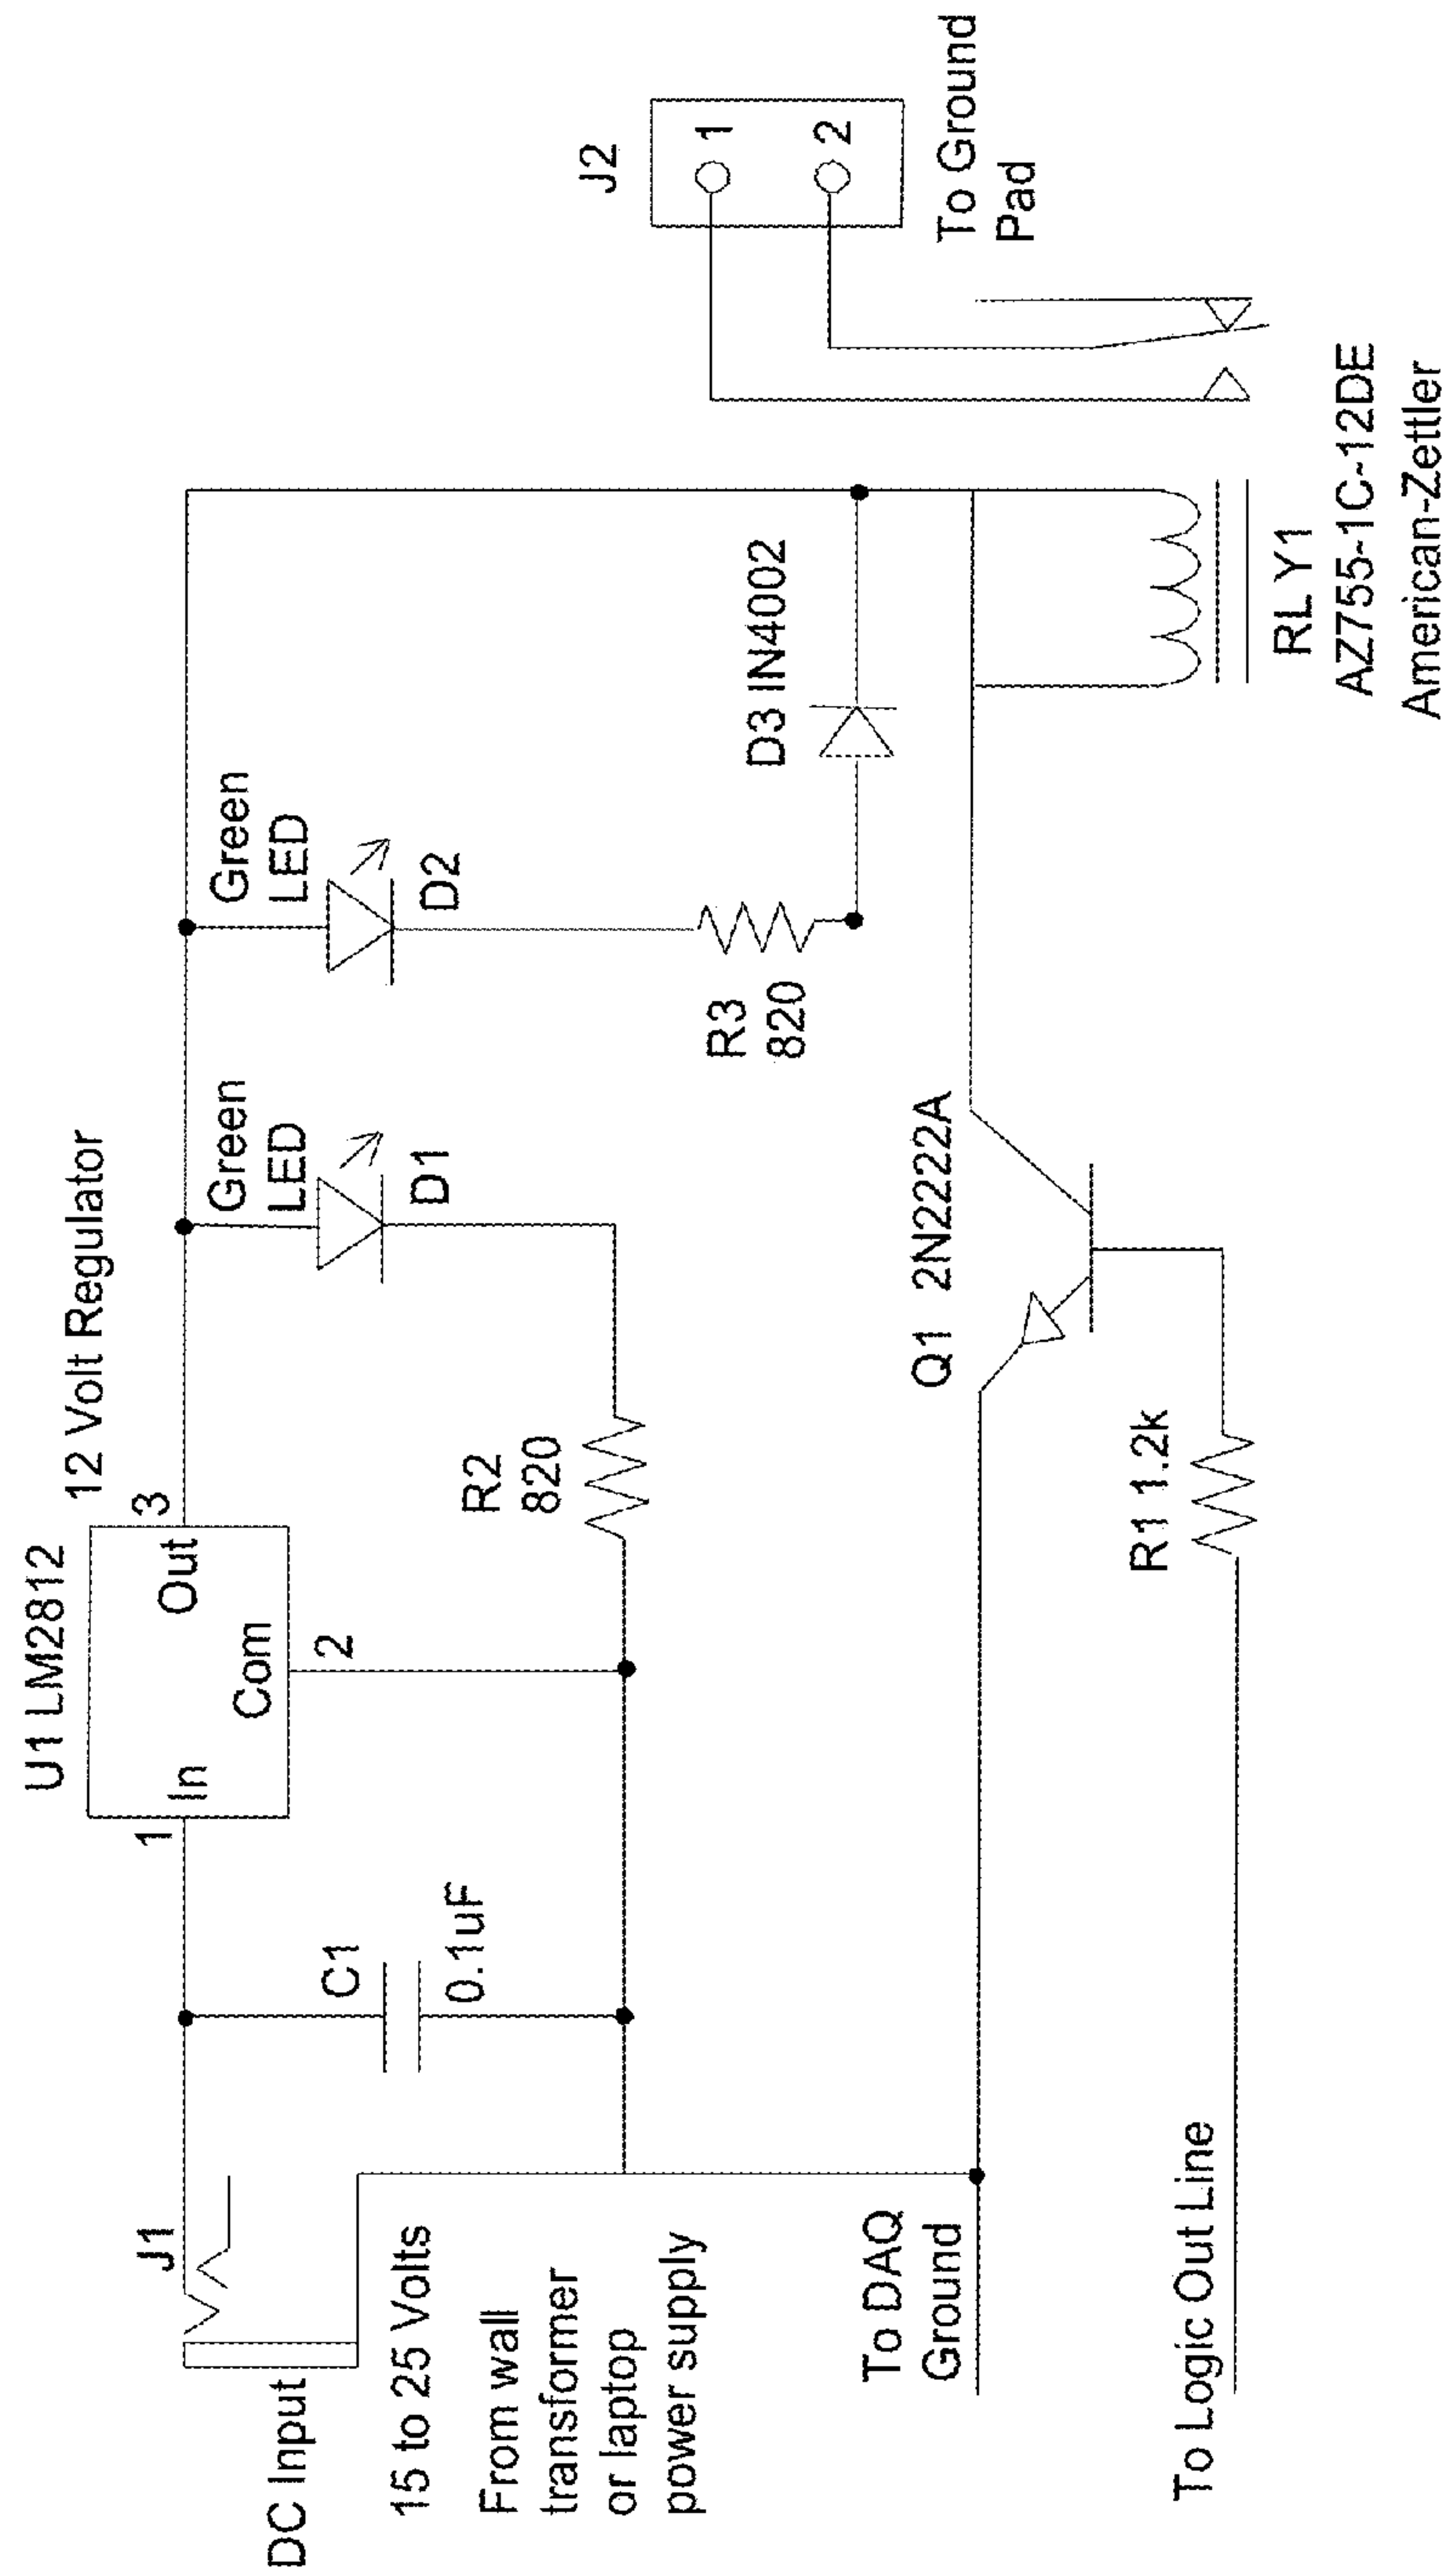 U1 LM2812
12 Volt Regulator
1
In
Out
3
Com
2
J1
DC Input
15 to 25 Volts
From wall
transformer
or laptop
power supply
C1
0.1uF
R2
820
Green
LED
D1
Green
LED
D2
R3
820
D3 IN4002
J2
1
2
To Ground
Pad
Q1 2N222A
To DAQ
Ground
R1 1.2k
To Logic Out Line
RLY1
AZ755-1C-12DE
American-Zettler